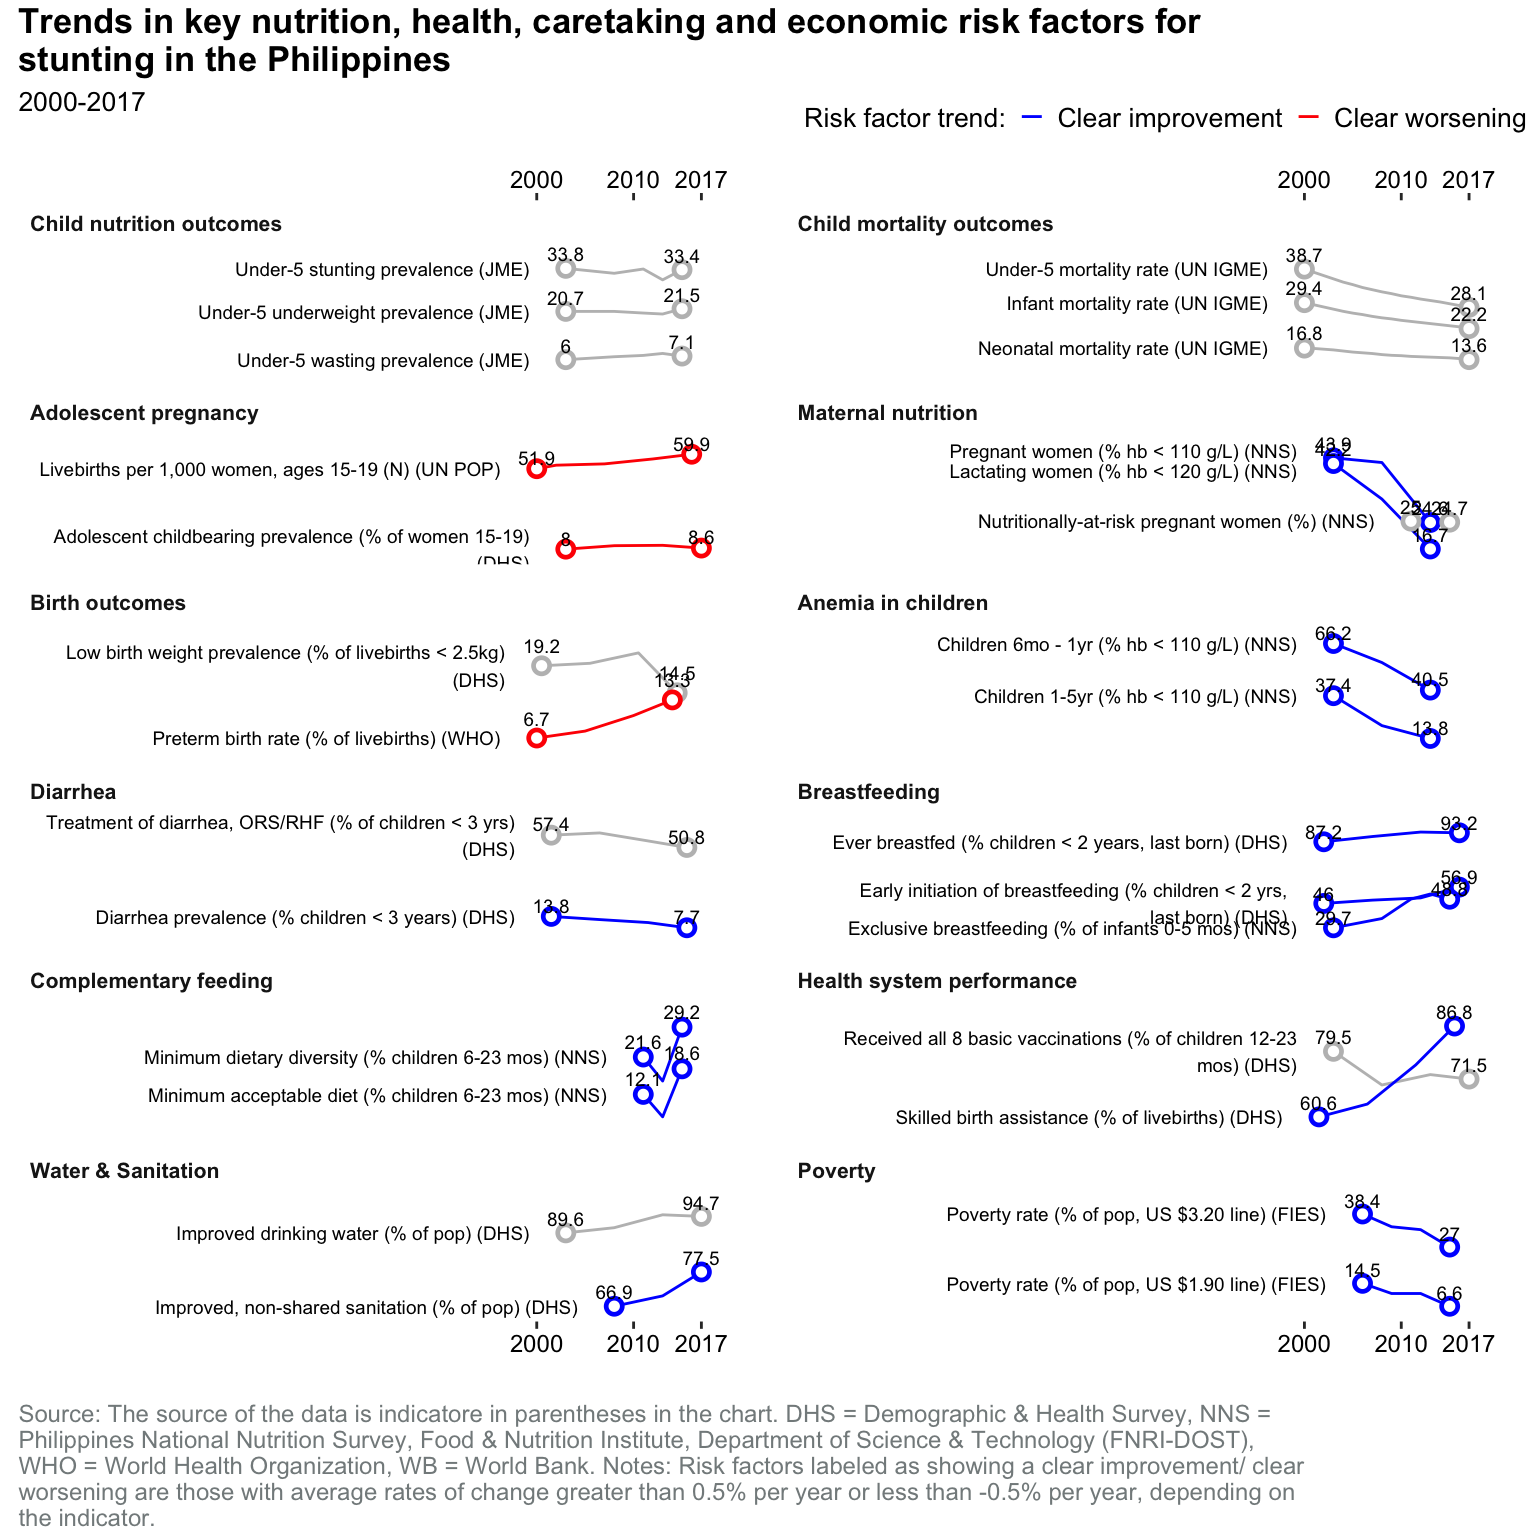 Trends in key nutrition, health, caretaking and economic risk factors for
stunting in the Philippines
2000-2017
Risk factor trend: Clear improvement Clear worsening
2000 2010 2017
Child nutrition outcomes
Under-5 stunting prevalence (JME) 33.8 33.4
Under-5 underweight prevalence (JME) 20.7 21.5
Under-5 wasting prevalence (JME) 6 7.1
Adolescent pregnancy
Livebirths per 1,000 women, ages 15-19 (N) (UN POP) 51.9 59.9
Adolescent childbearing prevalence (% of women 15-19) 8 8.6
(DHS)
Birth outcomes
Low birth weight prevalence (% of livebirths < 2.5kg) 19.2 14.5
(DHS)
Preterm birth rate (% of livebirths) (WHO) 6.7 13.3
Diarrhea
Treatment of diarrhea, ORS/RHF (% of children < 3 yrs) 57.4 50.8
(DHS)
Diarrhea prevalence (% children < 3 years) (DHS) 13.8 7.7
Complementary feeding
Minimum dietary diversity (% children 6-23 mos) (NNS) 21.6 29.2
Minimum acceptable diet (% children 6-23 mos) (NNS) 12.1 18.6
Water & Sanitation
Improved drinking water (% of pop) (DHS) 89.6 94.7
Improved, non-shared sanitation (% of pop) (DHS) 66.9 77.5
2000 2010 2017
2000 2010 2017
Child mortality outcomes
Under-5 mortality rate (UN IGME) 38.7 28.1
Infant mortality rate (UN IGME) 29.4 22.2
Neonatal mortality rate (UN IGME) 16.8 13.6
Maternal nutrition
Pregnant women (% hb < 110 g/L) (NNS) 43.9
Lactating women (% hb < 120 g/L) (NNS) 16.7
Nutritionally-at-risk pregnant women (%) (NNS) 24.7
Anemia in children
Children 6mo - 1yr (% hb < 110 g/L) (NNS) 66.2 40.5
Children 1-5yr (% hb < 110 g/L) (NNS) 37.4 13.8
Breastfeeding
Ever breastfed (% children < 2 years, last born) (DHS) 87.2 93.2
Early initiation of breastfeeding (% children < 2 yrs, 46 56.9
last born) (DHS)
Exclusive breastfeeding (% of infants 0-5 mos) (NNS) 29.7 48.8
Health system performance
Received all 8 basic vaccinations (% of children 12-23 79.5 71.5
mos) (DHS)
Skilled birth assistance (% of livebirths) (DHS) 60.6 86.8
Poverty
Poverty rate (% of pop, US $3.20 line) (FIES) 38.4 27
Poverty rate (% of pop, US $1.90 line) (FIES) 14.5 6.6
2000 2010 2017
Source: The source of the data is indicatore in parentheses in the chart. DHS = Demographic & Health Survey, NNS =
Philippines National Nutrition Survey, Food & Nutrition Institute, Department of Science & Technology (FNRI-DOST),
WHO = World Health Organization, WB = World Bank. Notes: Risk factors labeled as showing a clear improvement/ clear
worsening are those with average rates of change greater than 0.5% per year or less than -0.5% per year, depending on
the indicator.